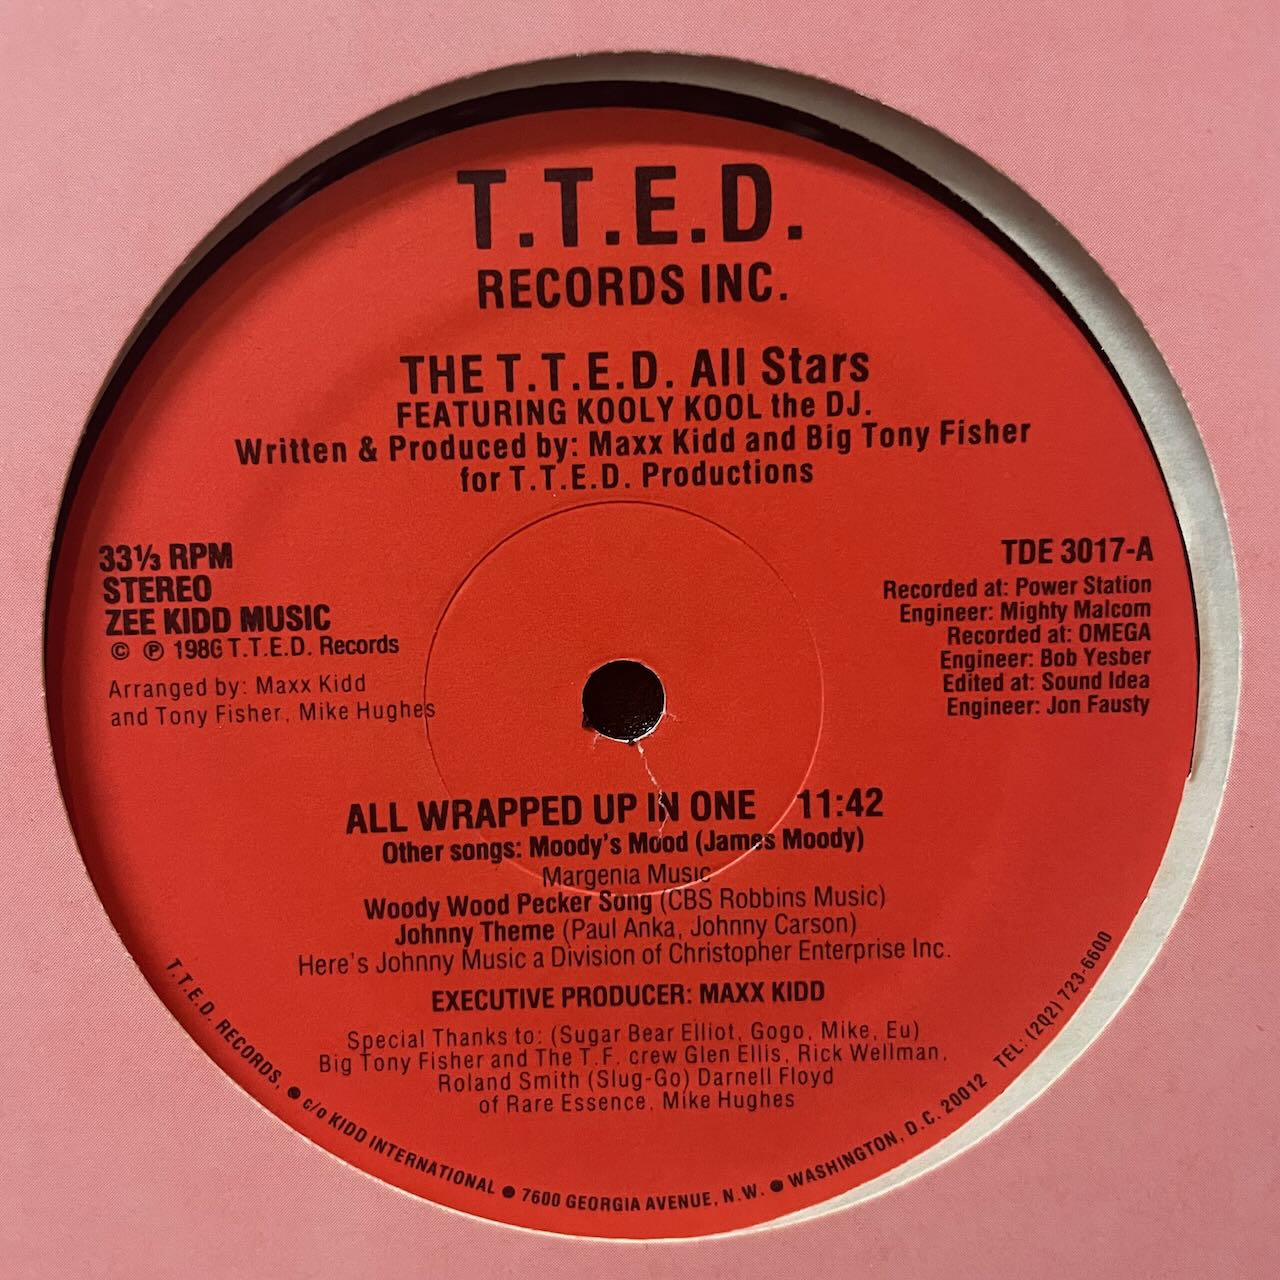 T.T.E.D.
RECORDS INC.
THE T.T.E.D. All Stars
FEATURING KOOLY KOOL the DJ.
Written & Produced by: Maxx Kidd and Big Tony Fisher
for T.T.E.D. Productions
33⅓ RPM
STEREO
ZEE KIDD MUSIC
© ℗ 1986 T.T.E.D. Records
Arranged by: Maxx Kidd
and Tony Fisher, Mike Hughes
TDE 3017-A
Recorded at: Power Station
Engineer: Mighty Malcom
Recorded at: OMEGA
Engineer: Bob Yesber
Edited at: Sound Idea
Engineer: Jon Fausty
ALL WRAPPED UP IN ONE 11:42
Other songs: Moody's Mood (James Moody)
Margenia Music
Woody Wood Pecker Song (CBS Robbins Music)
Johnny Theme (Paul Anka, Johnny Carson)
Here's Johnny Music a Division of Christopher Enterprise Inc.
EXECUTIVE PRODUCER: MAXX KIDD
Special Thanks to: (Sugar Bear Elliot, Gogo, Mike, Eu)
Big Tony Fisher and The T.F. crew Glen Ellis, Rick Wellman,
Roland Smith (Slug-Go) Darnell Floyd
of Rare Essence, Mike Hughes
T.T.E.D. RECORDS, ● c/o KIDD INTERNATIONAL ● 7600 GEORGIA AVENUE, N.W. ● WASHINGTON, D.C. 20012 TEL: (202) 723-6600